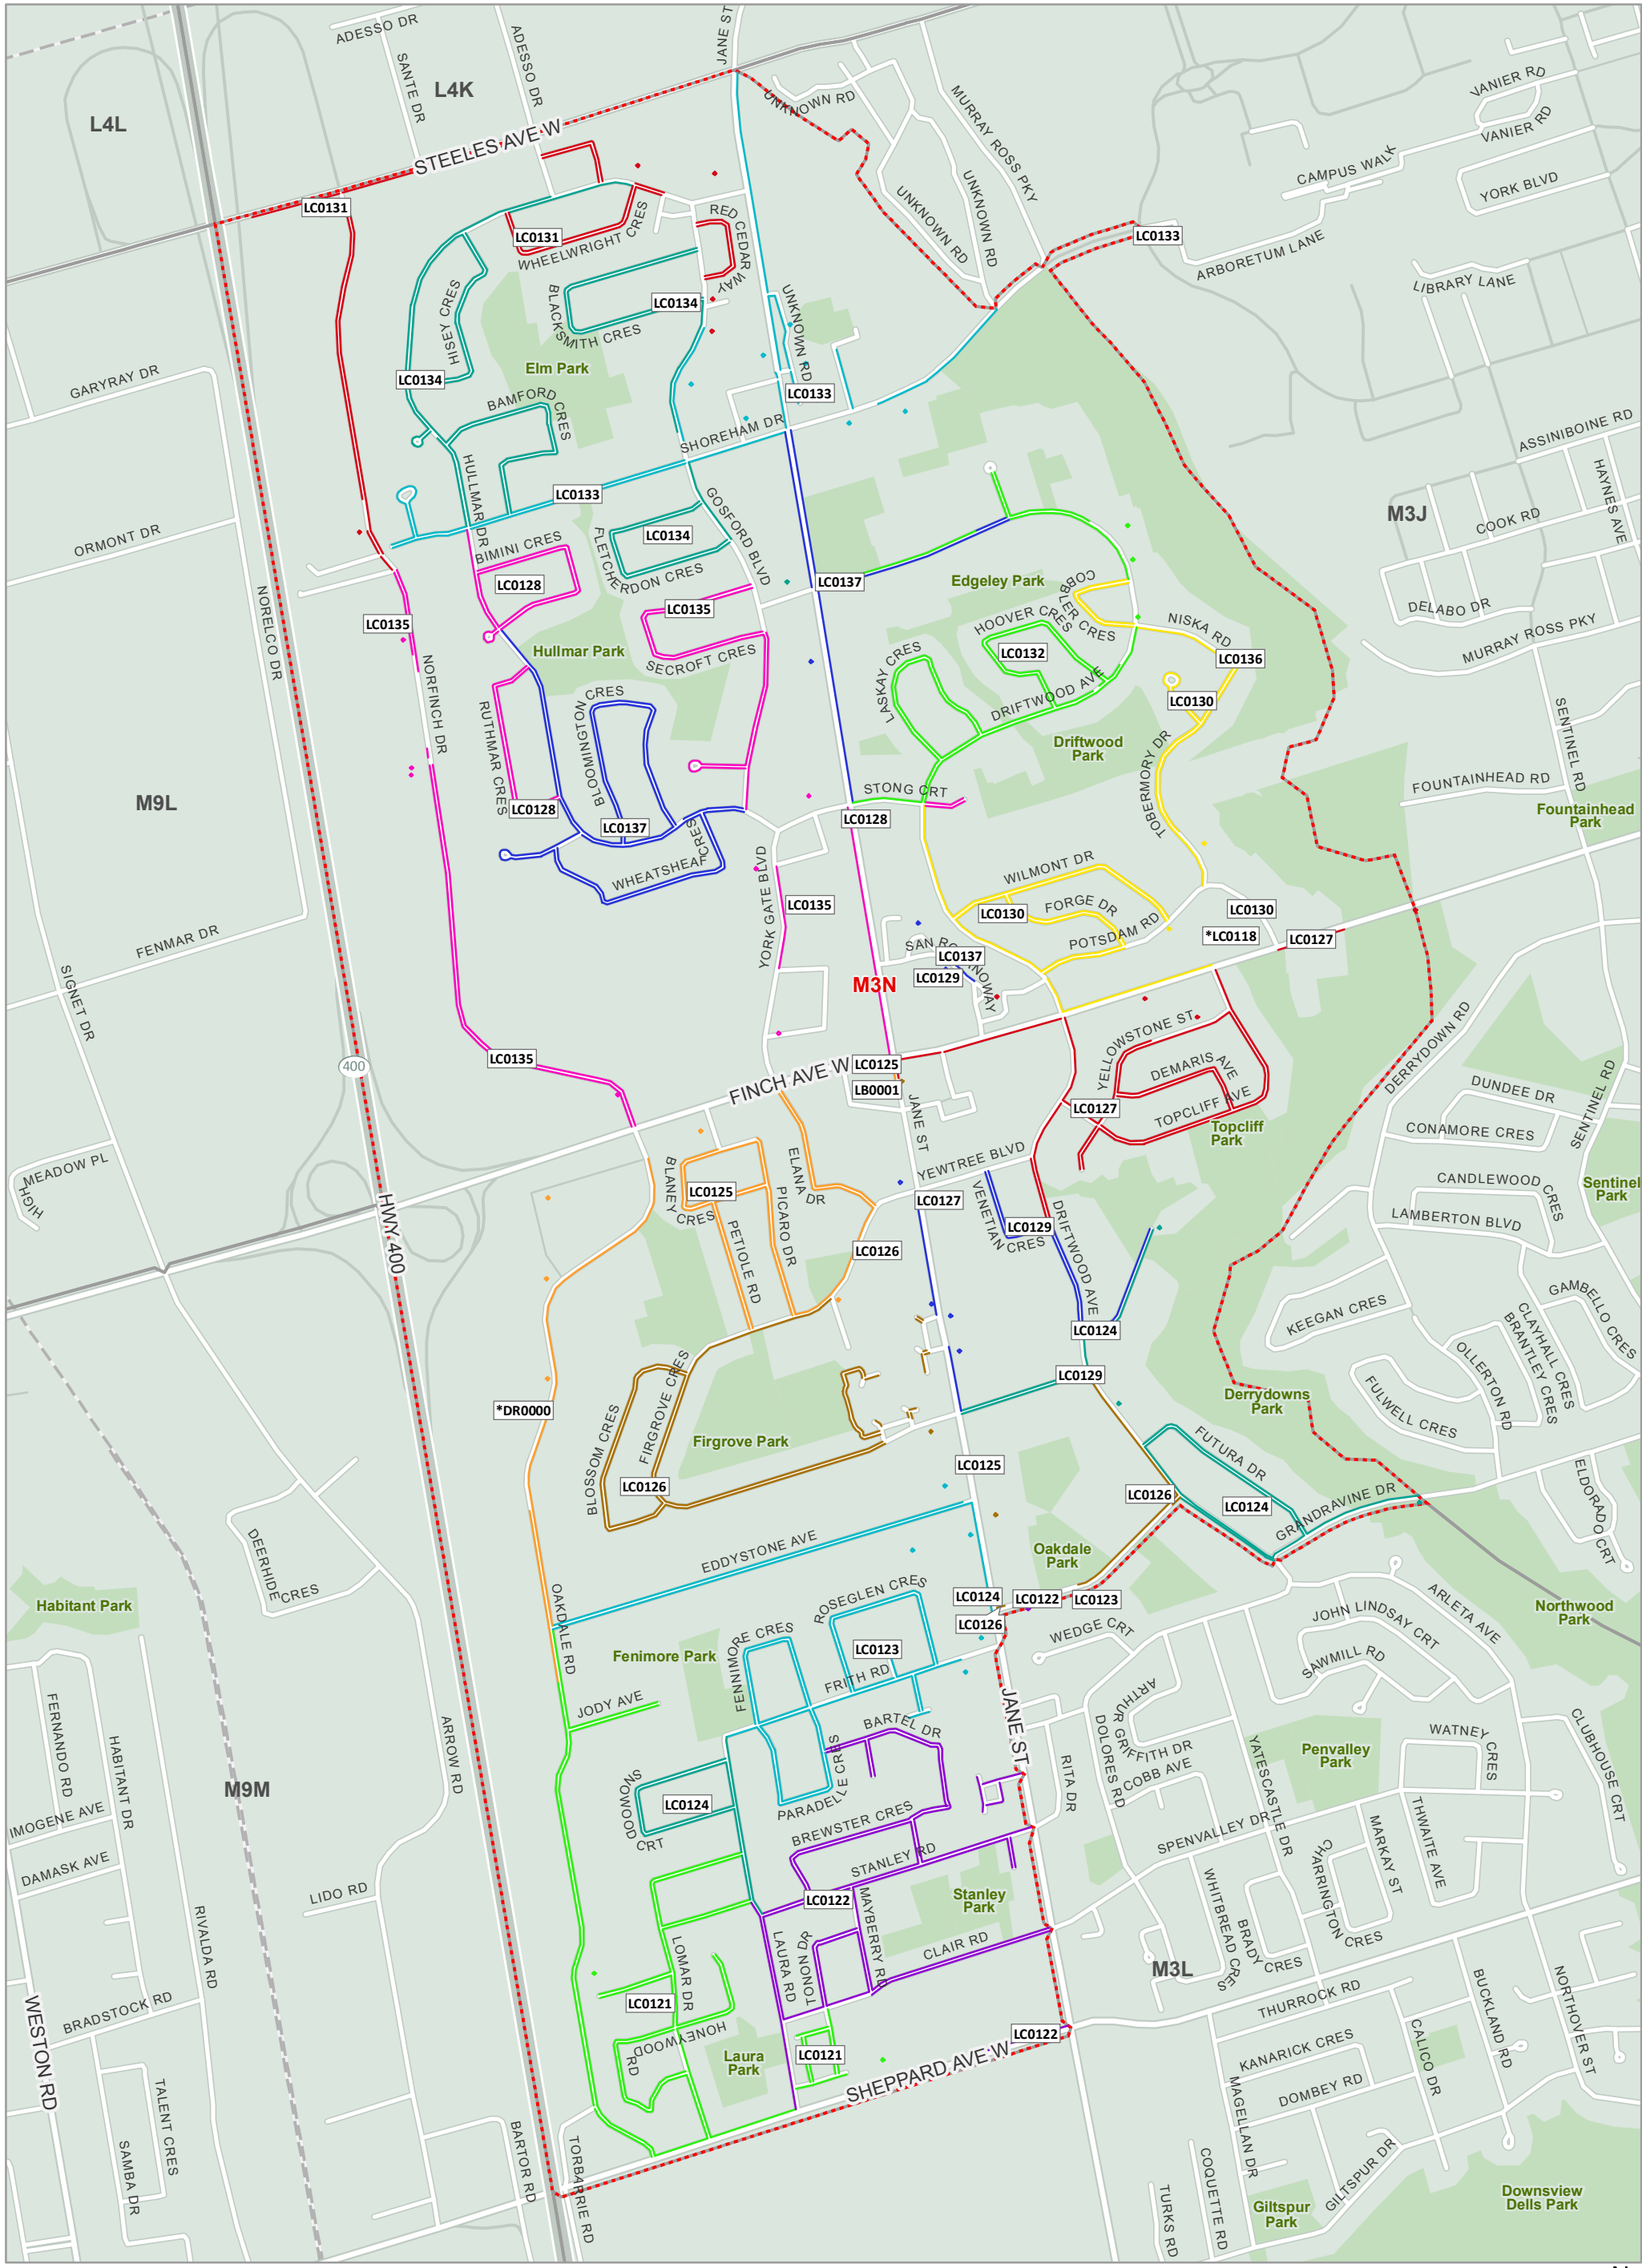 ADESSO DR
JANE ST
ADESSO DR
SANTE DR
L4K
L4L
STEELES AVE W
UNKNOWN RD
MURRAY ROSS PKY
VANIER RD
VANIER RD
CAMPUS WALK
YORK BLVD
UNKNOWN RD
UNKNOWN RD
LC0131
LC0131
WHEELWRIGHT CRES
RED CEDAR WAY
LC0133
ARBORETUM LANE
LIBRARY LANE
HISEY CRES
BLACKSMITH CRES
LC0134
UNKNOWN RD
Elm Park
GARYRAY DR
LC0134
BAMFORD CRES
LC0133
SHOREHAM DR
ASSINIBOINE RD
HAYNES AVE
HULLMAR DR
LC0133
GOSFORD BLVD
M3J
COOK RD
ORMONT DR
BIMINI CRES
FLETCHERDON CRES
LC0134
LC0128
LC0137
Edgeley Park
COBBLER CRES
NORELCO DR
LC0135
LC0135
HOOVER CRES
NISKA RD
DELABO DR
MURRAY ROSS PKY
Hullmar Park
SECROFT CRES
LC0132
LC0136
NORFINCH DR
LASKAY CRES
DRIFTWOOD AVE
LC0130
SENTINEL RD
RUTHMAR CRES
BLOOMINGTON CRES
Driftwood
Park
TOBERMORY DR
STONG CRT
FOUNTAINHEAD RD
Fountainhead
Park
M9L
LC0128
LC0137
LC0128
WHEATSHEAF CRES
YORK GATE BLVD
LC0135
WILMONT DR
FORGE DR
LC0130
POTSDAM RD
LC0130
*LC0118
LC0127
FENMAR DR
SIGNET DR
SAN ROMANOWAY
LC0137
LC0129
M3N
DERRYDOWN RD
LC0135
400
FINCH AVE W
LC0125
LB0001
JANE ST
YELLOWSTONE ST
DEMARIS AVE
TOPCLIFF AVE
LC0127
Topcliff
Park
DUNDEE DR
CONAMORE CRES
SENTINEL RD
MEADOW PL
HIGH
YEWTREE BLVD
BLANEY CRES
LC0125
ELANA DR
PICARO DR
PETIOLE RD
LC0127
VENETIAN CRES
LC0129
DRIFTWOOD AVE
CANDLEWOOD CRES
LAMBERTON BLVD
Sentinel
Park
HWY 400
LC0126
LC0124
KEEGAN CRES
GAMBELLO CRES
CLAYHALL CRES
BRANTLEY CRES
OLLERTON RD
FULWELL CRES
LC0129
Derrydowns
Park
*DR0000
BLOSSOM CRES
FIRGROVE CRES
Firgrove Park
LC0126
LC0125
FUTURA DR
LC0126
LC0124
GRANDRAVINE DR
ELDORADO CRT
DEERHIDE CRES
EDDYSTONE AVE
Oakdale
Park
OAKDALE RD
Habitant Park
LC0124
LC0122
LC0123
LC0126
WEDGE CRT
JOHN LINDSAY CRT
ARLETA AVE
Northwood
Park
SAWMILL RD
FENNIMORE CRES
ROSEGLEN CRES
LC0123
Fenimore Park
FRITH RD
JODY AVE
BARTEL DR
JANE ST
ARTHUR GRIFFITH DR
DOLORES RD
RITA DR
COBB AVE
YATESCASTLE DR
Penvalley
Park
WATNEY CRES
CLUBHOUSE CRT
FERNANDO RD
HABITANT DR
ARROW RD
M9M
IMOGENE AVE
DAMASK AVE
SNOWOOD CRT
LC0124
PARADELLE CRES
BREWSTER CRES
STANLEY RD
SPENVALLEY DR
THWAITE AVE
MARKAY ST
CHARRINGTON CRES
WHITBREAD CRES
BRADY CRES
LIDO RD
RIVALDA RD
LC0122
Stanley
Park
MAYBERRY RD
CLAIR RD
LAURA RD
TONON DR
LOMAR DR
M3L
LC0121
HONEYWOOD RD
LC0122
THURROCK RD
BUCKLAND RD
NORTHOVER ST
BRADSTOCK RD
WESTON RD
Laura
Park
LC0121
SHEPPARD AVE W
KANARICK CRES
DOMBEY RD
CALICO DR
MAGELLAN DR
TALENT CRES
SAMBA DR
BARTOR RD
TORBARRIE RD
TURKS RD
COQUETTE RD
Giltspur
Park
GILTSPUR DR
Downsview
Dells Park